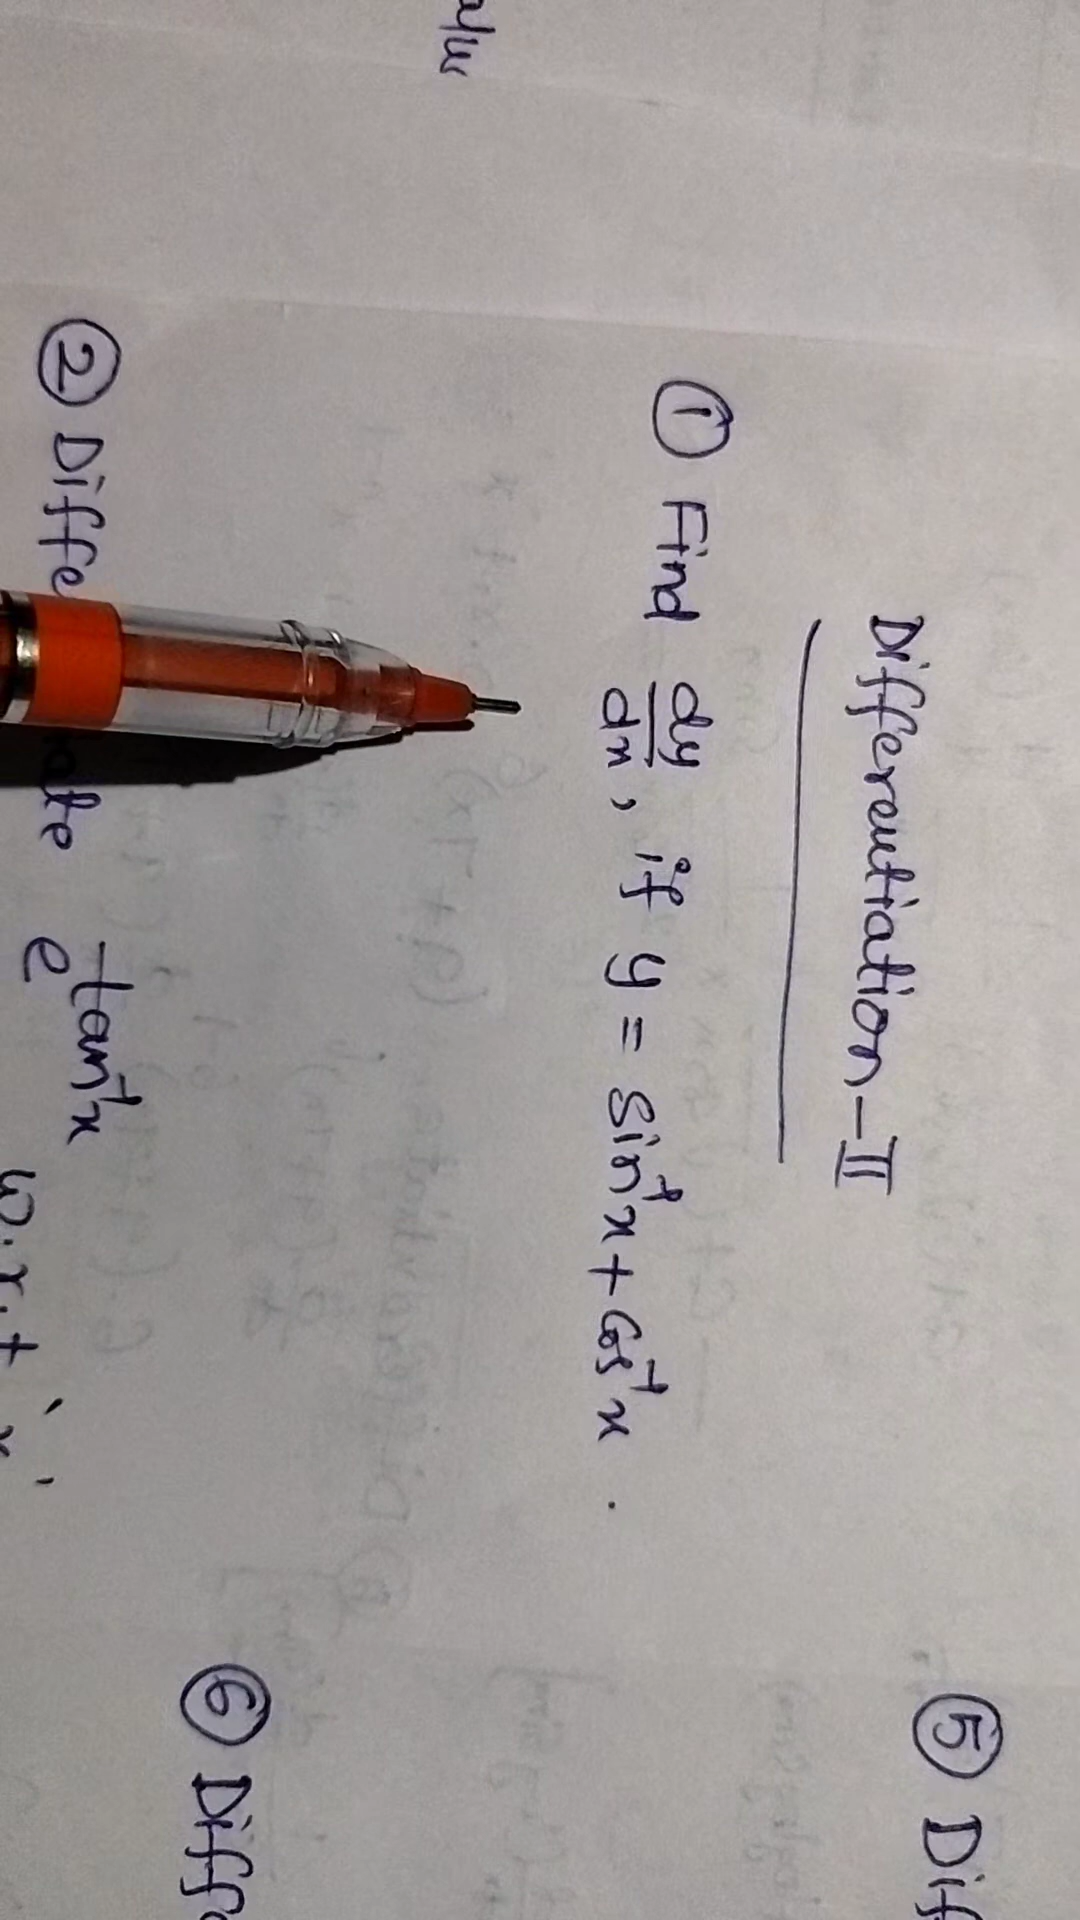 Differentiation-II
① Find dy/dx, if y = Sin⁻¹x + Cos⁻¹x.
② Diffe ate e^tan⁻¹x w.r.t 'x'
⑤ Dif
⑥ Diffe